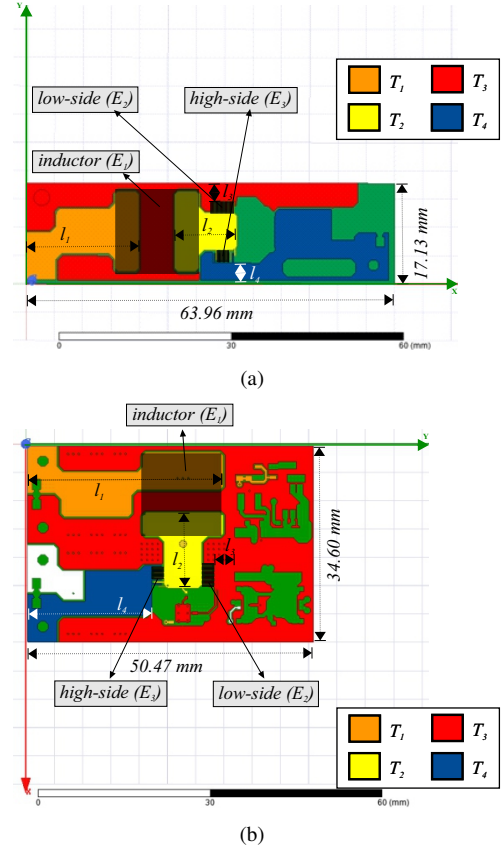 Y
low-side (E2)
high-side (E3)
T1
T3
T2
T4
inductor (E1)
l3
l1
l2
l4
17.13 mm
X
63.96 mm
0
30
60 (mm)
(a)
inductor (E1)
Y
l1
l2
l4
34.60 mm
50.47 mm
high-side (E3)
low-side (E2)
T1
T3
T2
T4
X
0
30
60 (mm)
(b)